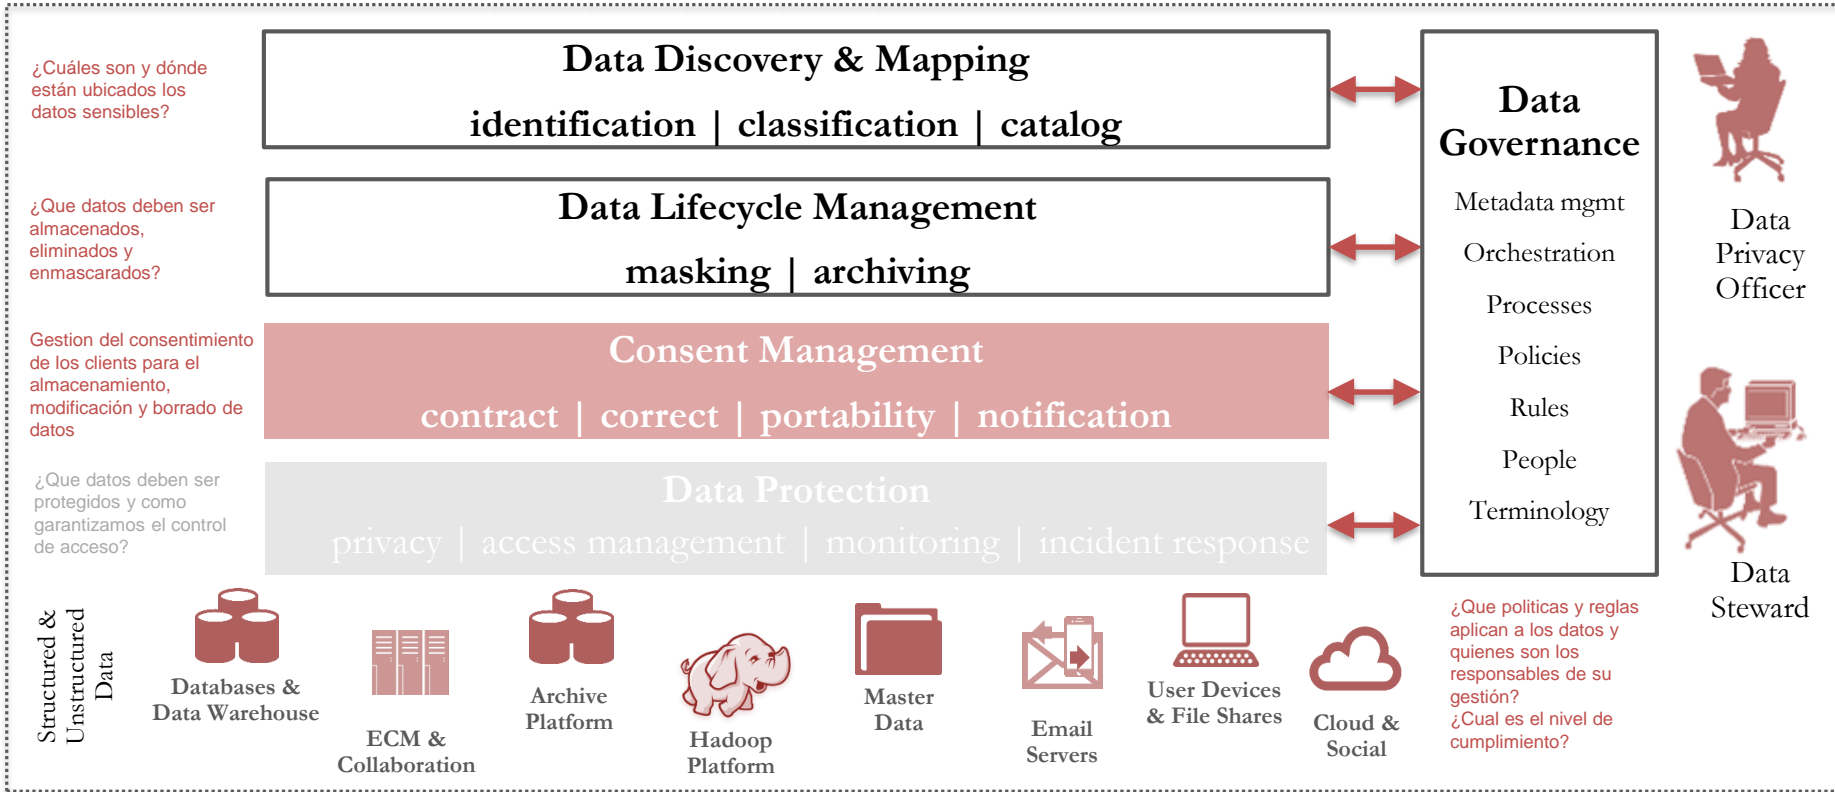 ¿Cuáles son y dónde
están ubicados los
datos sensibles?
Data Discovery & Mapping
identification | classification | catalog
¿Que datos deben ser
almacenados,
eliminados y
enmascarados?
Data Lifecycle Management
masking | archiving
Gestion del consentimiento
de los clients para el
almacenamiento,
modificación y borrado de
datos
Consent Management
contract | correct | portability | notification
¿Que datos deben ser
protegidos y como
garantizamos el control
de acceso?
Data Protection
privacy | access management | monitoring | incident response
Data
Governance
Metadata mgmt
Orchestration
Processes
Policies
Rules
People
Terminology
Data
Privacy
Officer
Data
Steward
Structured &
Unstructured
Data
Databases &
Data Warehouse
ECM &
Collaboration
Archive
Platform
Hadoop
Platform
Master
Data
Email
Servers
User Devices
& File Shares
Cloud &
Social
¿Que politicas y reglas
aplican a los datos y
quienes son los
responsables de su
gestión?
¿Cual es el nivel de
cumplimiento?